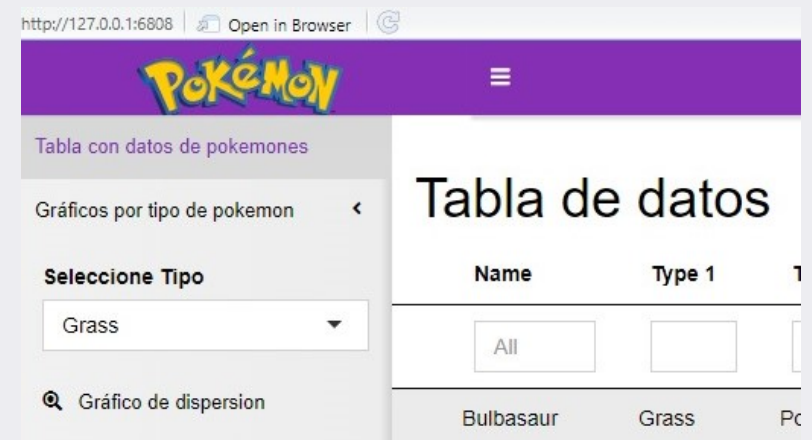 http://127.0.0.1:6808 Open in Browser
POKéMON
Tabla con datos de pokemones
Gráficos por tipo de pokemon
Seleccione Tipo
Grass
Gráfico de dispersion
Tabla de datos
Name Type 1
All
Bulbasaur Grass